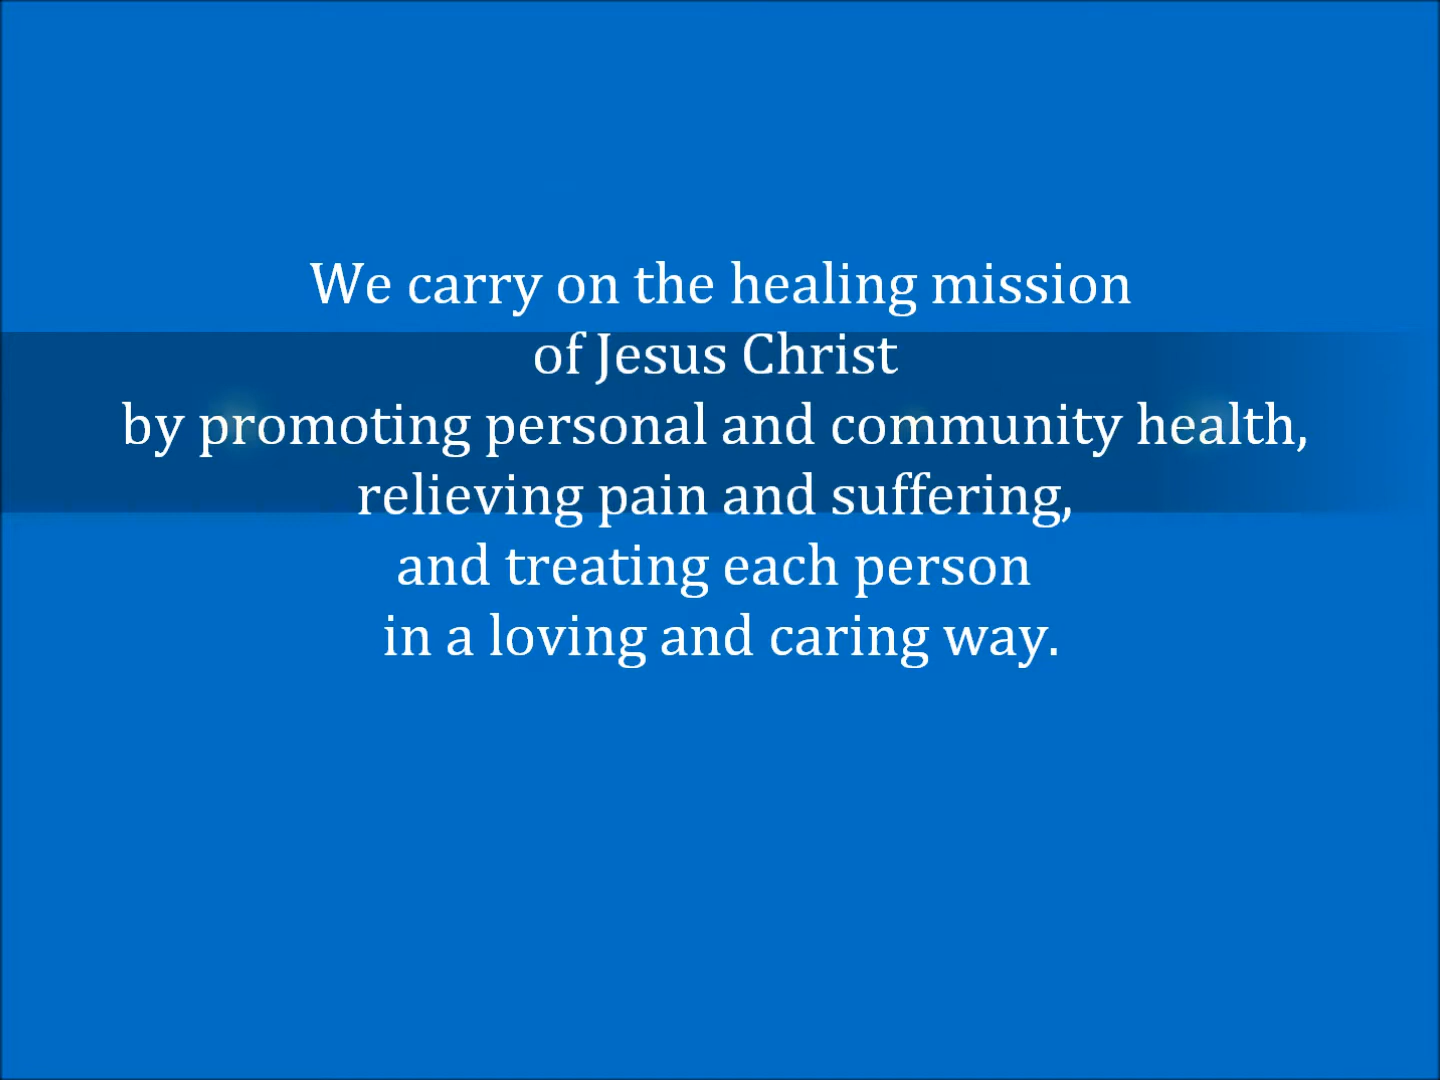 We carry on the healing mission
of Jesus Christ
by promoting personal and community health,
relieving pain and suffering,
and treating each person
in a loving and caring way.